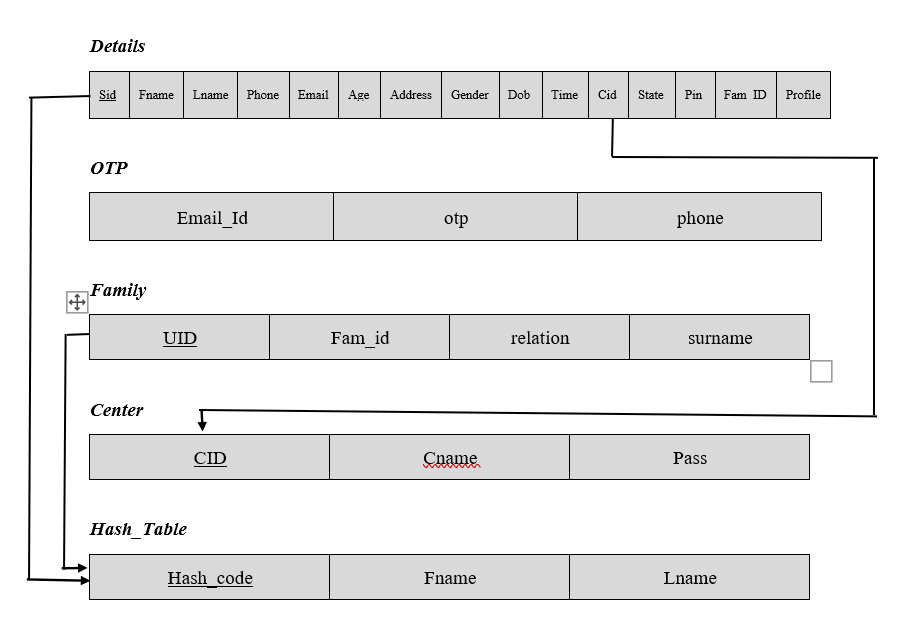 Details
Sid Fname Lname Phone Email Age Address Gender Dob Time Cid State Pin Fam ID Profile
OTP
Email_Id otp phone
Family
UID Fam_id relation surname
Center
CID Cname Pass
Hash_Table
Hash_code Fname Lname